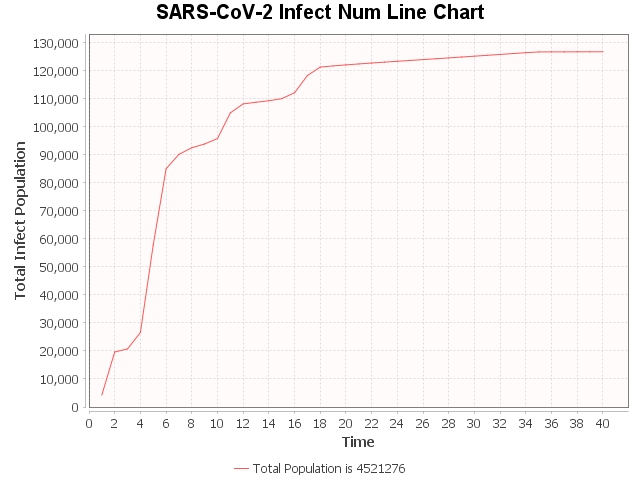 SARS-CoV-2 Infect Num Line Chart
Total Infect Population
130,000
120,000
110,000
100,000
90,000
80,000
70,000
60,000
50,000
40,000
30,000
20,000
10,000
0
0 2 4 6 8 10 12 14 16 18 20 22 24 26 28 30 32 34 36 38 40
Time
Total Population is 4521276